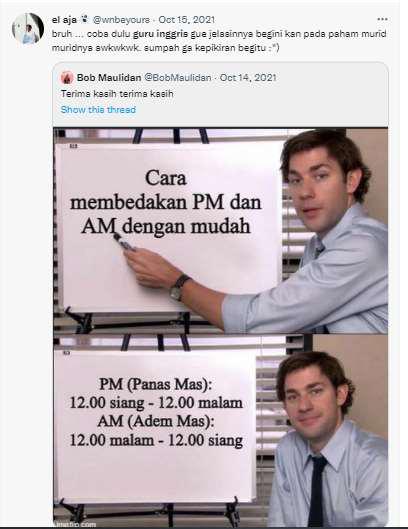 el aja @wnbeyours · Oct 15, 2021
bruh ... coba dulu guru inggris gue jelasinnya begini kan pada paham murid
muridnya awkwkwk. sumpah ga kepikiran begitu :")
Bob Maulidan @BobMaulidan · Oct 14, 2021
Terima kasih terima kasih
Show this thread
Cara
membedakan PM dan
AM dengan mudah
PM (Panas Mas):
12.00 siang - 12.00 malam
AM (Adem Mas):
12.00 malam - 12.00 siang
imgflip.com